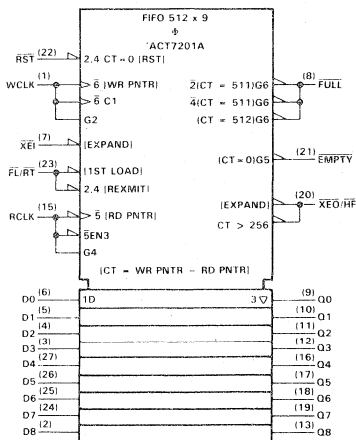 FIFO 512 x 9
Φ
'ACT7201A
RST (22) 2,4 CT=0 [RST]
WCLK (1) 6 [WR PNTR]
6 C1
G2
2(CT = 511)G6 (8) FULL
4(CT = 511)G6
(CT = 512)G6
XEI (7) [EXPAND]
FL/RT (23) [1ST LOAD]
2,4 [REXMIT]
(CT=0)G5 (21) EMPTY
RCLK (15) 5 [RD PNTR]
5EN3
G4
[EXPAND] (20) XEO/HF
CT > 256
[CT = WR PNTR − RD PNTR]
D0 (6) 1D 3 ▽ (9) Q0
D1 (5) (10) Q1
D2 (4) (11) Q2
D3 (3) (12) Q3
D4 (27) (16) Q4
D5 (26) (17) Q5
D6 (25) (18) Q6
D7 (24) (19) Q7
D8 (2) (13) Q8